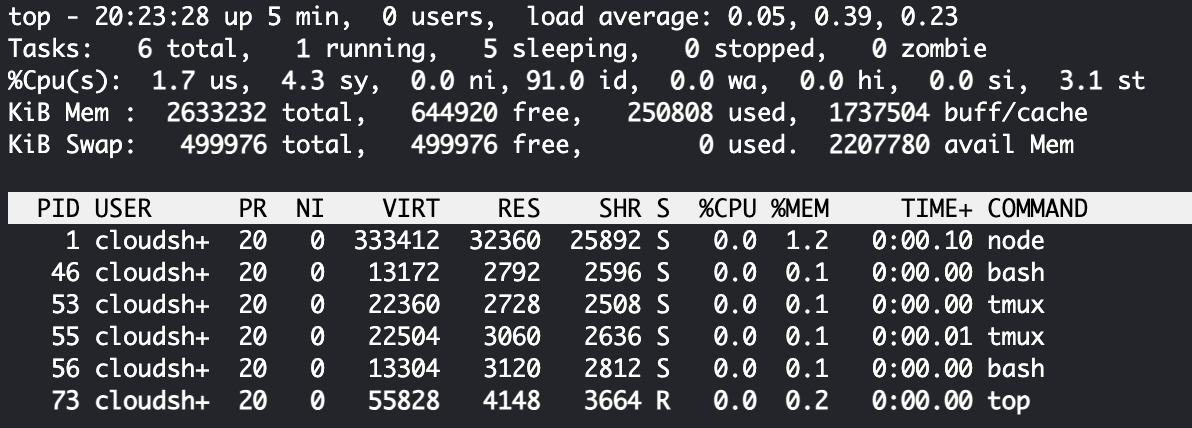 top - 20:23:28 up 5 min,  0 users,  load average: 0.05, 0.39, 0.23
Tasks:   6 total,   1 running,   5 sleeping,   0 stopped,   0 zombie
%Cpu(s):  1.7 us,  4.3 sy,  0.0 ni, 91.0 id,  0.0 wa,  0.0 hi,  0.0 si,  3.1 st
KiB Mem :  2633232 total,   644920 free,   250808 used,  1737504 buff/cache
KiB Swap:   499976 total,   499976 free,        0 used.  2207780 avail Mem
  PID USER      PR  NI    VIRT    RES    SHR S  %CPU %MEM     TIME+ COMMAND
    1 cloudsh+  20   0  333412  32360  25892 S   0.0  1.2   0:00.10 node
   46 cloudsh+  20   0   13172   2792   2596 S   0.0  0.1   0:00.00 bash
   53 cloudsh+  20   0   22360   2728   2508 S   0.0  0.1   0:00.00 tmux
   55 cloudsh+  20   0   22504   3060   2636 S   0.0  0.1   0:00.01 tmux
   56 cloudsh+  20   0   13304   3120   2812 S   0.0  0.1   0:00.00 bash
   73 cloudsh+  20   0   55828   4148   3664 R   0.0  0.2   0:00.00 top